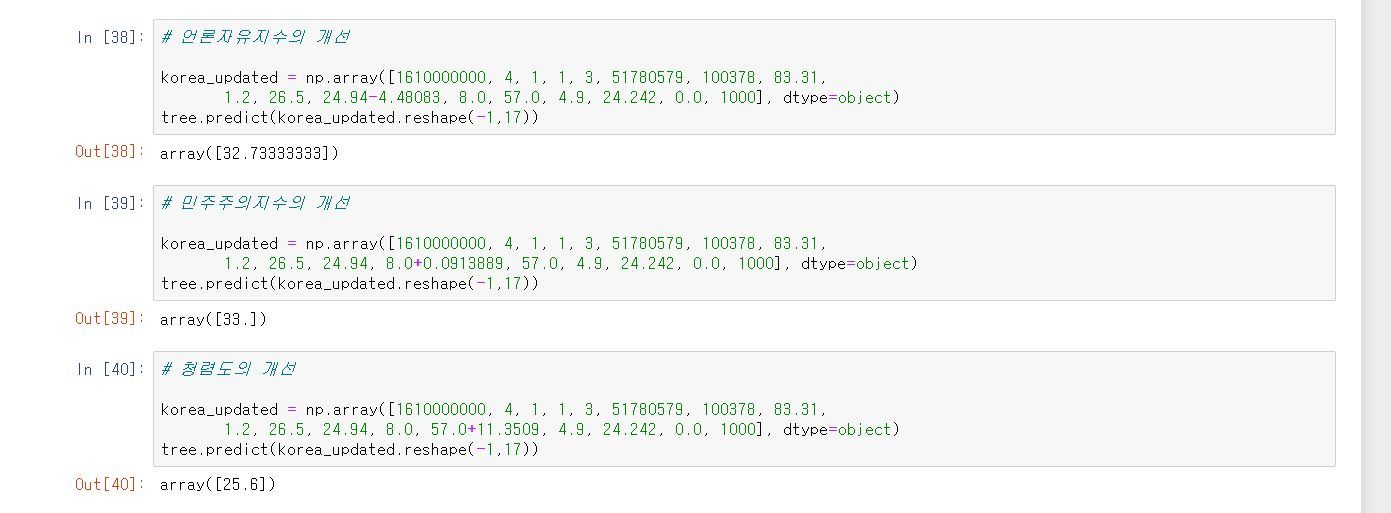 In [38]: # 언론자유지수의 개선
korea_updated = np.array([1610000000, 4, 1, 1, 3, 51780579, 100378, 83.31,
1.2, 26.5, 24.94-4.48083, 8.0, 57.0, 4.9, 24.242, 0.0, 1000], dtype=object)
tree.predict(korea_updated.reshape(-1,17))
Out[38]: array([32.73333333])
In [39]: # 민주주의지수의 개선
korea_updated = np.array([1610000000, 4, 1, 1, 3, 51780579, 100378, 83.31,
1.2, 26.5, 24.94, 8.0+0.0913889, 57.0, 4.9, 24.242, 0.0, 1000], dtype=object)
tree.predict(korea_updated.reshape(-1,17))
Out[39]: array([33.])
In [40]: # 청렴도의 개선
korea_updated = np.array([1610000000, 4, 1, 1, 3, 51780579, 100378, 83.31,
1.2, 26.5, 24.94, 8.0, 57.0+11.3509, 4.9, 24.242, 0.0, 1000], dtype=object)
tree.predict(korea_updated.reshape(-1,17))
Out[40]: array([25.6])